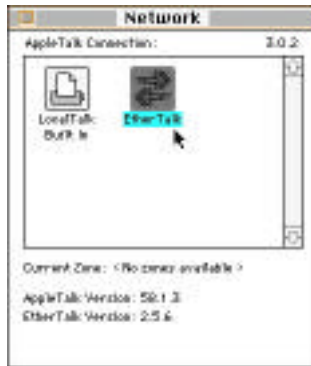 Network
AppleTalk Connection: 3.0.2
LocalTalk EtherTalk
Built In
Current Zone: < No zones available >
AppleTalk Version: 58.1.3
EtherTalk Version: 2.5.6